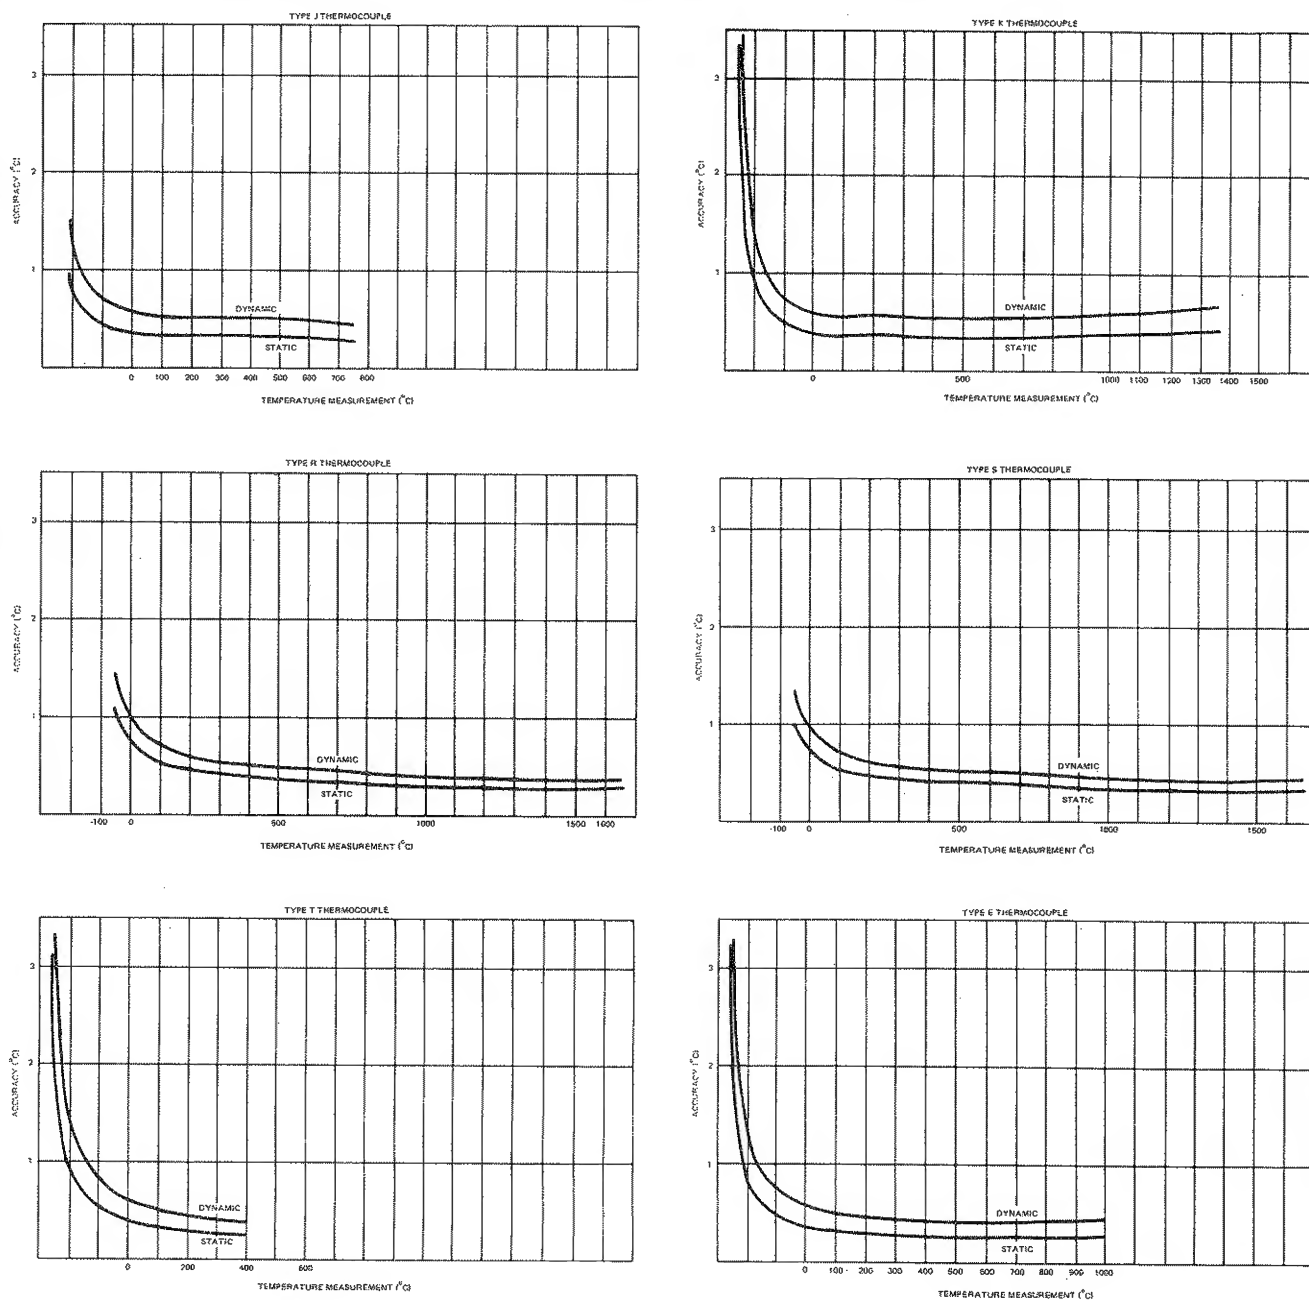 TYPE J THERMOCOUPLE
3
2
1
ACCURACY (°C)
DYNAMIC
STATIC
0 100 200 300 400 500 600 700 800
TEMPERATURE MEASUREMENT (°C)
TYPE K THERMOCOUPLE
3
2
1
ACCURACY (°C)
DYNAMIC
STATIC
0 500 1000 1100 1200 1300 1400 1500
TEMPERATURE MEASUREMENT (°C)
TYPE R THERMOCOUPLE
3
2
1
ACCURACY (°C)
DYNAMIC
STATIC
-100 0 500 1000 1500 1600
TEMPERATURE MEASUREMENT (°C)
TYPE S THERMOCOUPLE
3
2
1
ACCURACY (°C)
DYNAMIC
STATIC
-100 0 500 1000 1500
TEMPERATURE MEASUREMENT (°C)
TYPE T THERMOCOUPLE
3
2
1
ACCURACY (°C)
DYNAMIC
STATIC
0 200 400 600
TEMPERATURE MEASUREMENT (°C)
TYPE E THERMOCOUPLE
3
2
1
ACCURACY (°C)
DYNAMIC
STATIC
0 100 200 300 400 500 600 700 800 900 1000
TEMPERATURE MEASUREMENT (°C)